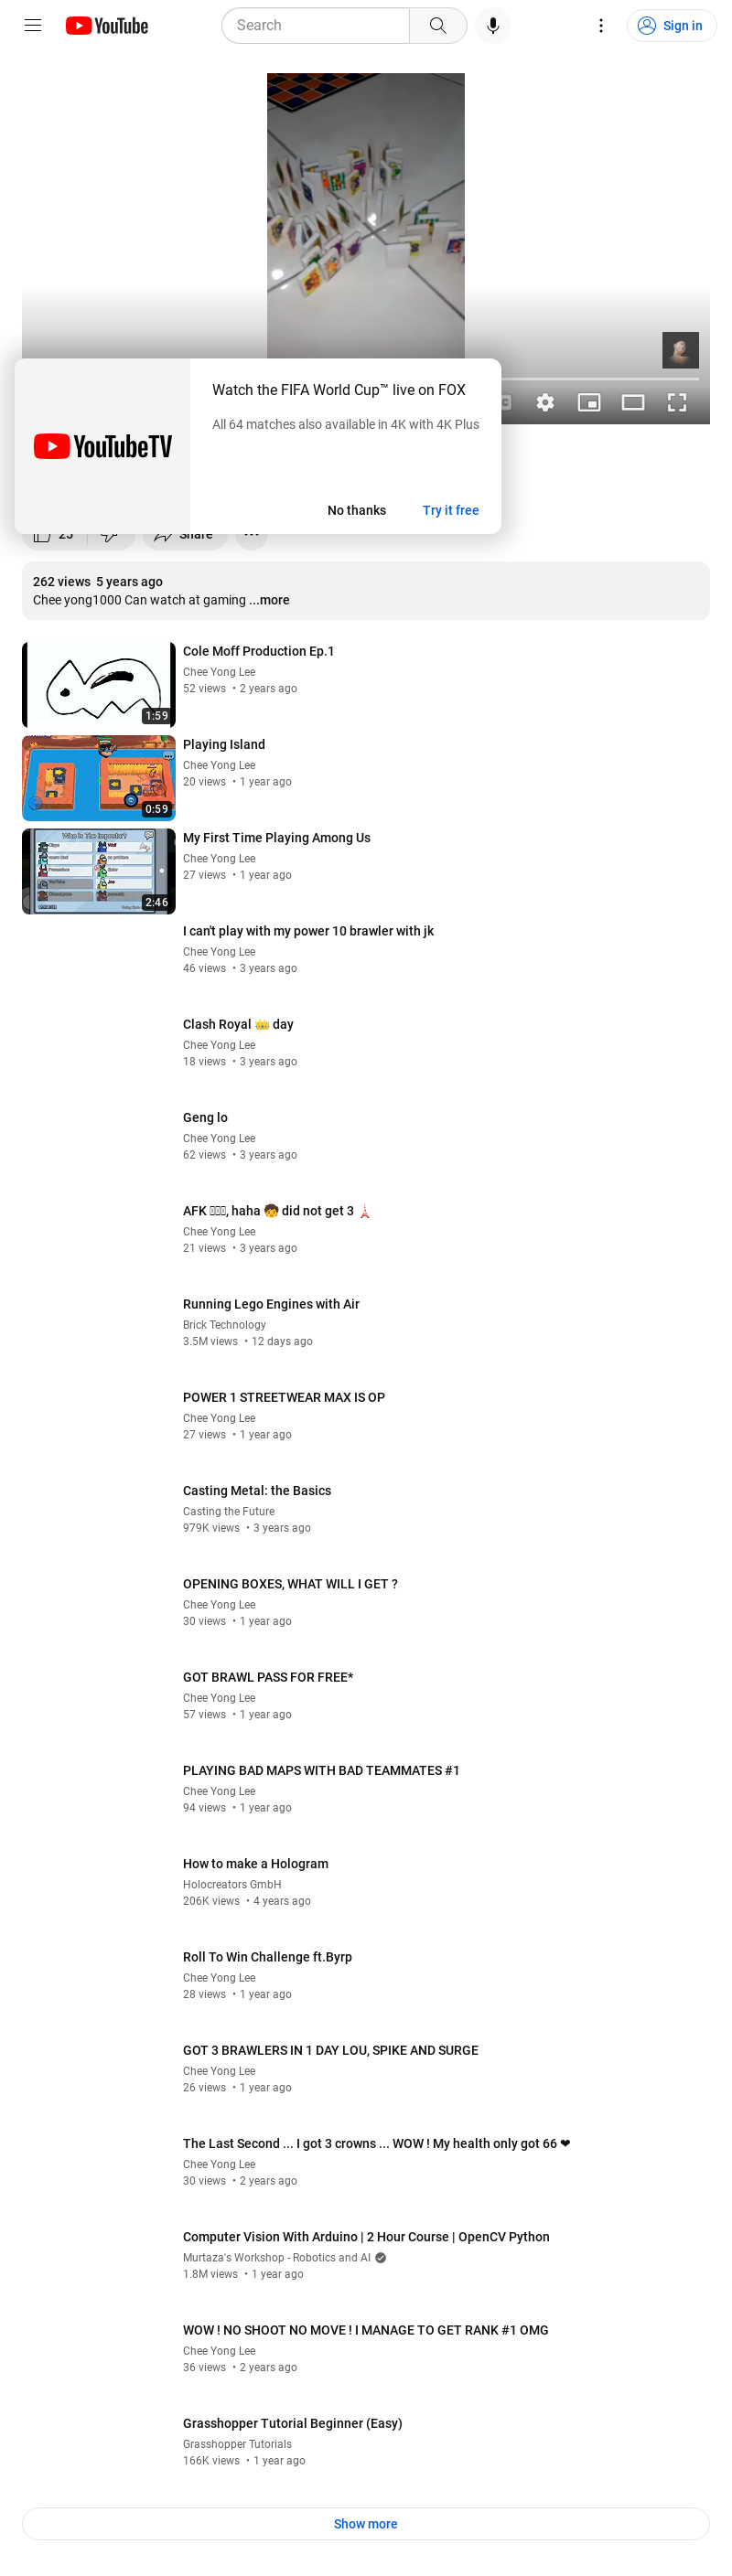 YouTube
Search
Sign in
Watch the FIFA World Cup™ live on FOX
All 64 matches also available in 4K with 4K Plus
YouTubeTV
No thanks
Try it free
25
Share
262 views 5 years ago
Chee yong1000 Can watch at gaming ...more
Cole Moff Production Ep.1
Chee Yong Lee
52 views • 2 years ago
1:59
Playing Island
Chee Yong Lee
20 views • 1 year ago
0:59
Who Is The Impostor?
My First Time Playing Among Us
Chee Yong Lee
27 views • 1 year ago
2:46
I can't play with my power 10 brawler with jk
Chee Yong Lee
46 views • 3 years ago
Clash Royal 👑 day
Chee Yong Lee
18 views • 3 years ago
Geng lo
Chee Yong Lee
62 views • 3 years ago
AFK , haha 🧒 did not get 3 🗼
Chee Yong Lee
21 views • 3 years ago
Running Lego Engines with Air
Brick Technology
3.5M views • 12 days ago
POWER 1 STREETWEAR MAX IS OP
Chee Yong Lee
27 views • 1 year ago
Casting Metal: the Basics
Casting the Future
979K views • 3 years ago
OPENING BOXES, WHAT WILL I GET ?
Chee Yong Lee
30 views • 1 year ago
GOT BRAWL PASS FOR FREE*
Chee Yong Lee
57 views • 1 year ago
PLAYING BAD MAPS WITH BAD TEAMMATES #1
Chee Yong Lee
94 views • 1 year ago
How to make a Hologram
Holocreators GmbH
206K views • 4 years ago
Roll To Win Challenge ft.Byrp
Chee Yong Lee
28 views • 1 year ago
GOT 3 BRAWLERS IN 1 DAY LOU, SPIKE AND SURGE
Chee Yong Lee
26 views • 1 year ago
The Last Second ... I got 3 crowns ... WOW ! My health only got 66 ❤
Chee Yong Lee
30 views • 2 years ago
Computer Vision With Arduino | 2 Hour Course | OpenCV Python
Murtaza's Workshop - Robotics and AI
1.8M views • 1 year ago
WOW ! NO SHOOT NO MOVE ! I MANAGE TO GET RANK #1 OMG
Chee Yong Lee
36 views • 2 years ago
Grasshopper Tutorial Beginner (Easy)
Grasshopper Tutorials
166K views • 1 year ago
Show more